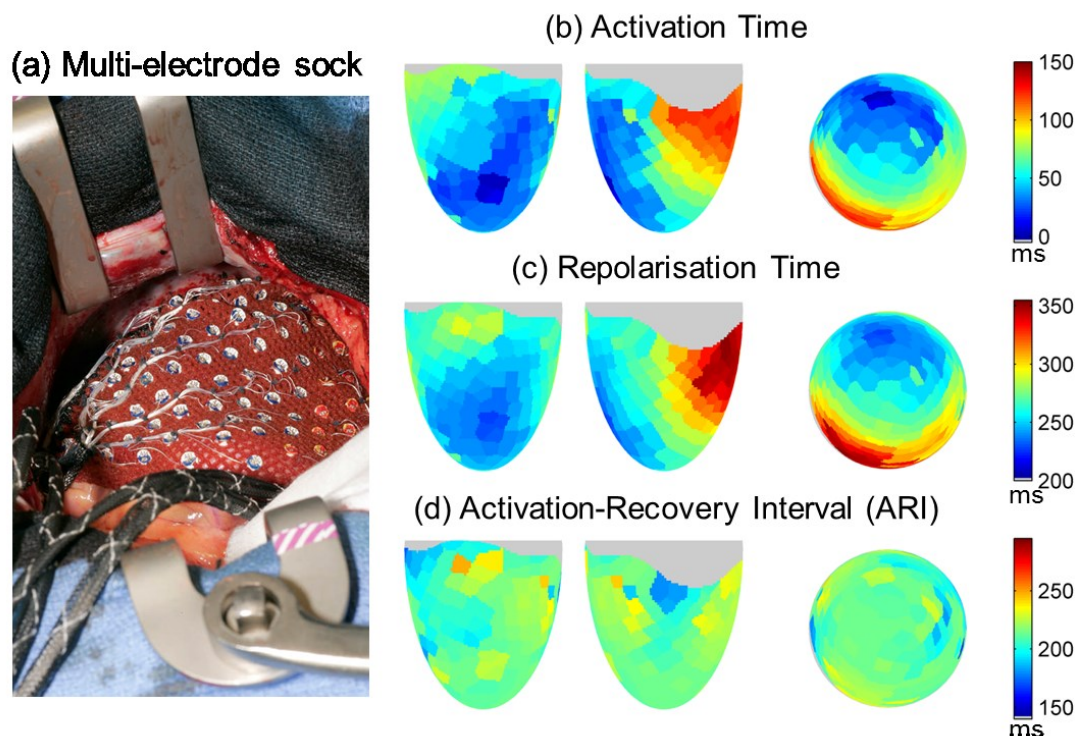 (a) Multi-electrode sock
(b) Activation Time
150
100
50
0
ms
(c) Repolarisation Time
350
300
250
200
ms
(d) Activation-Recovery Interval (ARI)
250
200
150
ms